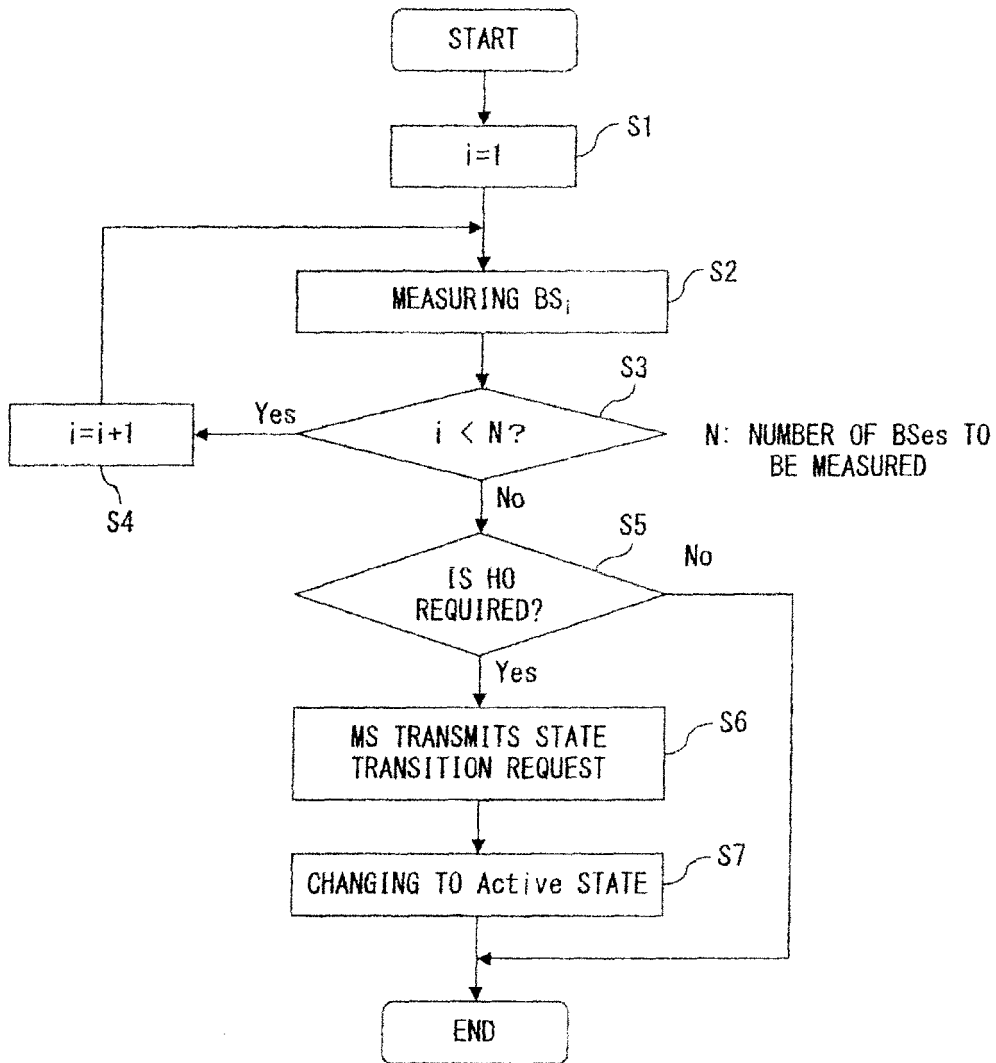 START
S1
i=1
S2
MEASURING BSi
S3
Yes
i < N?
i=i+1
N: NUMBER OF BSes TO
BE MEASURED
S4
No
S5
No
IS HO
REQUIRED?
Yes
S6
MS TRANSMITS STATE
TRANSITION REQUEST
S7
CHANGING TO Active STATE
END